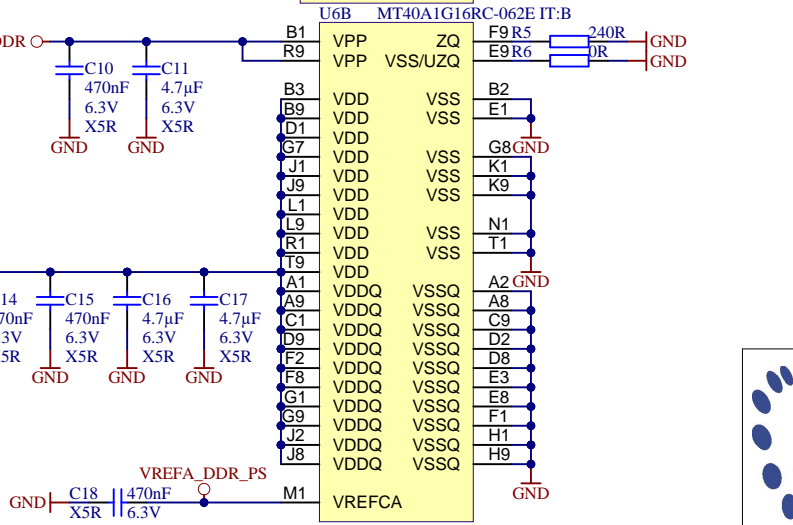 U6B MT40A1G16RC-062E IT:B
DDR B1 VPP ZQ F9 R5 240R GND
R9 VPP VSS/UZQ E9 R6 0R GND
C10 470nF 6.3V X5R GND
C11 4.7µF 6.3V X5R GND
B3 VDD VSS B2
B9 VDD VSS E1
D1 VDD GND
G7 VDD VSS G8
J1 VDD VSS K1
J9 VDD VSS K9
L1 VDD
L9 VDD VSS N1
R1 VDD VSS T1
T9 VDD GND
A1 VDDQ VSSQ A2
A9 VDDQ VSSQ A8
C1 VDDQ VSSQ C9
D9 VDDQ VSSQ D2
F2 VDDQ VSSQ D8
F8 VDDQ VSSQ E3
G1 VDDQ VSSQ E8
G9 VDDQ VSSQ F1
J2 VDDQ VSSQ H1
J8 VDDQ VSSQ H9
GND
14 70nF 3V 5R
C15 470nF 6.3V X5R GND
C16 4.7µF 6.3V X5R GND
C17 4.7µF 6.3V X5R GND
VREFA_DDR_PS
GND C18 470nF M1 VREFCA
X5R 6.3V